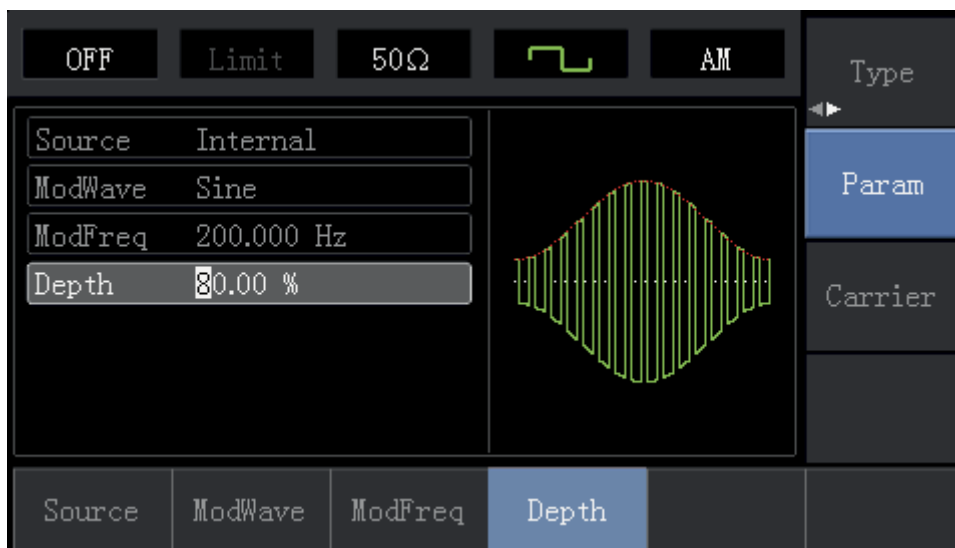 OFF Limit 50Ω AM
Type
Source Internal
ModWave Sine
ModFreq 200.000 Hz
Depth 80.00 %
Param
Carrier
Source ModWave ModFreq Depth